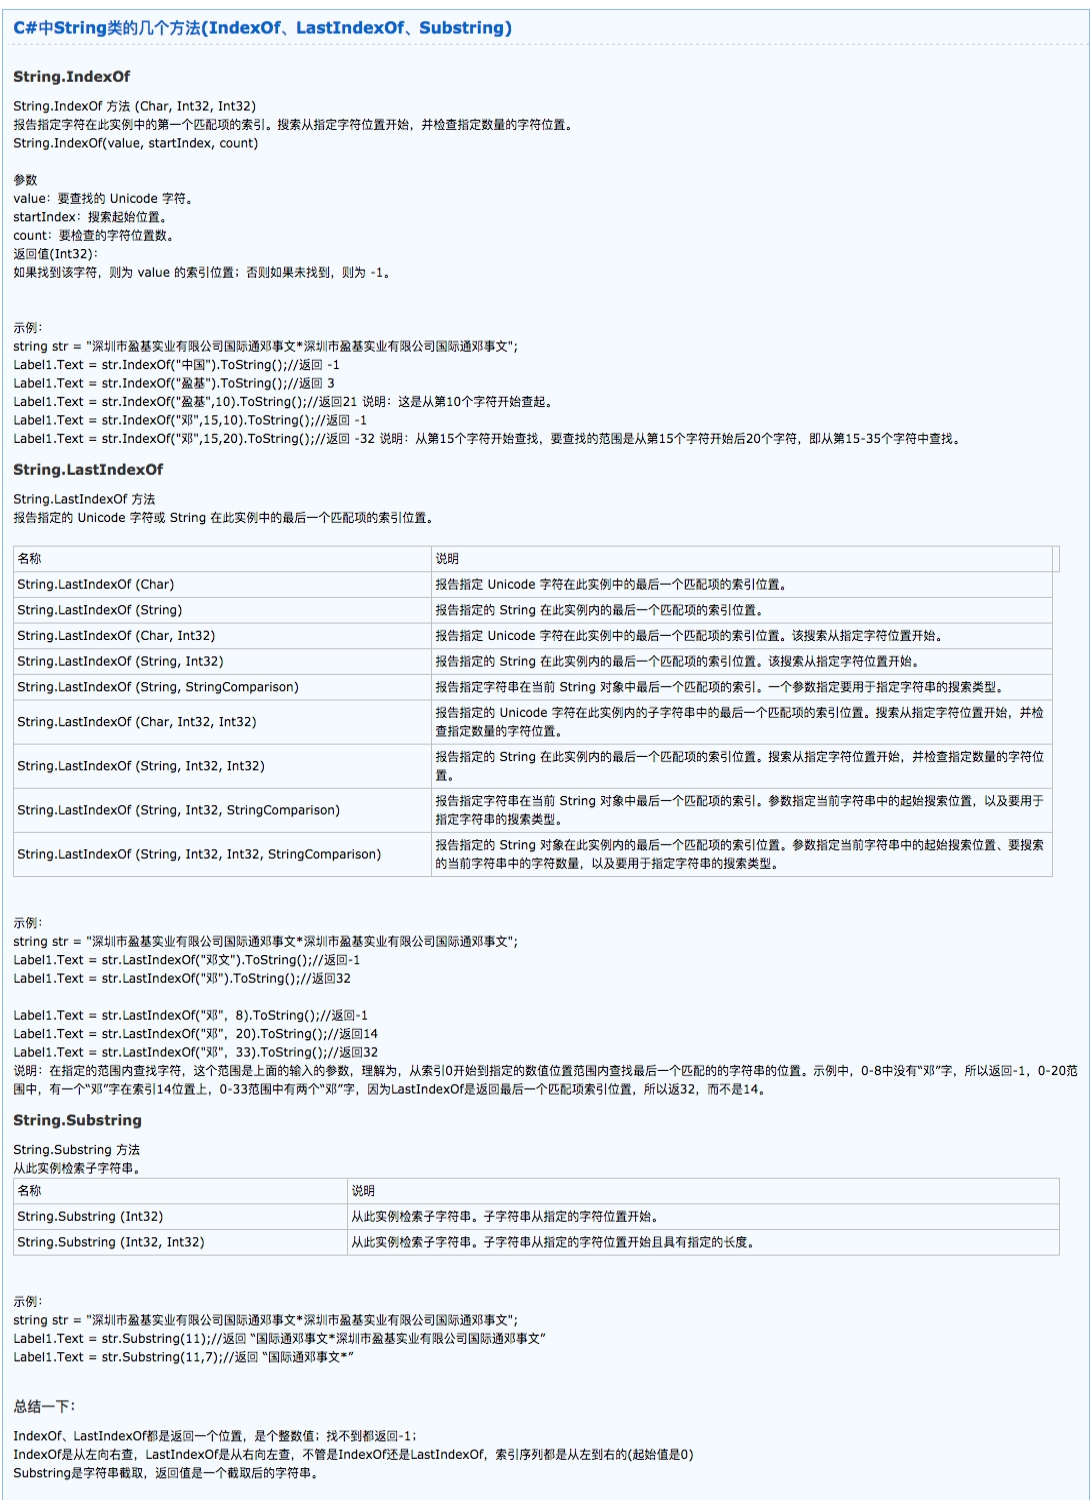 C#中String类的几个方法(IndexOf、LastIndexOf、Substring)
String.IndexOf
String.IndexOf 方法 (Char, Int32, Int32)
报告指定字符在此实例中的第一个匹配项的索引。搜索从指定字符位置开始，并检查指定数量的字符位置。
String.IndexOf(value, startIndex, count)
参数
value：要查找的 Unicode 字符。
startIndex：搜索起始位置。
count：要检查的字符位置数。
返回值(Int32)：
如果找到该字符，则为 value 的索引位置；否则如果未找到，则为 -1。
示例：
string str = "深圳市盈基实业有限公司国际通邓事文*深圳市盈基实业有限公司国际通邓事文";
Label1.Text = str.IndexOf("中国").ToString();//返回 -1
Label1.Text = str.IndexOf("盈基").ToString();//返回 3
Label1.Text = str.IndexOf("盈基",10).ToString();//返回21 说明：这是从第10个字符开始查起。
Label1.Text = str.IndexOf("邓",15,10).ToString();//返回 -1
Label1.Text = str.IndexOf("邓",15,20).ToString();//返回 -32 说明：从第15个字符开始查找，要查找的范围是从第15个字符开始后20个字符，即从第15-35个字符中查找。
String.LastIndexOf
String.LastIndexOf 方法
报告指定的 Unicode 字符或 String 在此实例中的最后一个匹配项的索引位置。
名称 说明
String.LastIndexOf (Char) 报告指定 Unicode 字符在此实例中的最后一个匹配项的索引位置。
String.LastIndexOf (String) 报告指定的 String 在此实例内的最后一个匹配项的索引位置。
String.LastIndexOf (Char, Int32) 报告指定 Unicode 字符在此实例中的最后一个匹配项的索引位置。该搜索从指定字符位置开始。
String.LastIndexOf (String, Int32) 报告指定的 String 在此实例内的最后一个匹配项的索引位置。该搜索从指定字符位置开始。
String.LastIndexOf (String, StringComparison) 报告指定字符串在当前 String 对象中最后一个匹配项的索引。一个参数指定要用于指定字符串的搜索类型。
String.LastIndexOf (Char, Int32, Int32) 报告指定的 Unicode 字符在此实例内的子字符串中的最后一个匹配项的索引位置。搜索从指定字符位置开始，并检
查指定数量的字符位置。
String.LastIndexOf (String, Int32, Int32) 报告指定的 String 在此实例内的最后一个匹配项的索引位置。搜索从指定字符位置开始，并检查指定数量的字符位
置。
String.LastIndexOf (String, Int32, StringComparison) 报告指定字符串在当前 String 对象中最后一个匹配项的索引。参数指定当前字符串中的起始搜索位置，以及要用于
指定字符串的搜索类型。
String.LastIndexOf (String, Int32, Int32, StringComparison) 报告指定的 String 对象在此实例内的最后一个匹配项的索引位置。参数指定当前字符串中的起始搜索位置、要搜索
的当前字符串中的字符数量，以及要用于指定字符串的搜索类型。
示例：
string str = "深圳市盈基实业有限公司国际通邓事文*深圳市盈基实业有限公司国际通邓事文";
Label1.Text = str.LastIndexOf("邓文").ToString();//返回-1
Label1.Text = str.LastIndexOf("邓").ToString();//返回32
Label1.Text = str.LastIndexOf("邓"，8).ToString();//返回-1
Label1.Text = str.LastIndexOf("邓"，20).ToString();//返回14
Label1.Text = str.LastIndexOf("邓"，33).ToString();//返回32
说明：在指定的范围内查找字符，这个范围是上面的输入的参数，理解为，从索引0开始到指定的数值位置范围内查找最后一个匹配的的字符串的位置。示例中，0-8中没有“邓”字，所以返回-1，0-20范
围中，有一个“邓”字在索引14位置上，0-33范围中有两个“邓”字，因为LastIndexOf是返回最后一个匹配项索引位置，所以返32，而不是14。
String.Substring
String.Substring 方法
从此实例检索子字符串。
名称 说明
String.Substring (Int32) 从此实例检索子字符串。子字符串从指定的字符位置开始。
String.Substring (Int32, Int32) 从此实例检索子字符串。子字符串从指定的字符位置开始且具有指定的长度。
示例：
string str = "深圳市盈基实业有限公司国际通邓事文*深圳市盈基实业有限公司国际通邓事文";
Label1.Text = str.Substring(11);//返回 “国际通邓事文*深圳市盈基实业有限公司国际通邓事文”
Label1.Text = str.Substring(11,7);//返回 “国际通邓事文*”
总结一下：
IndexOf、LastIndexOf都是返回一个位置，是个整数值；找不到都返回-1；
IndexOf是从左向右查，LastIndexOf是从右向左查，不管是IndexOf还是LastIndexOf，索引序列都是从左到右的(起始值是0)
Substring是字符串截取，返回值是一个截取后的字符串。